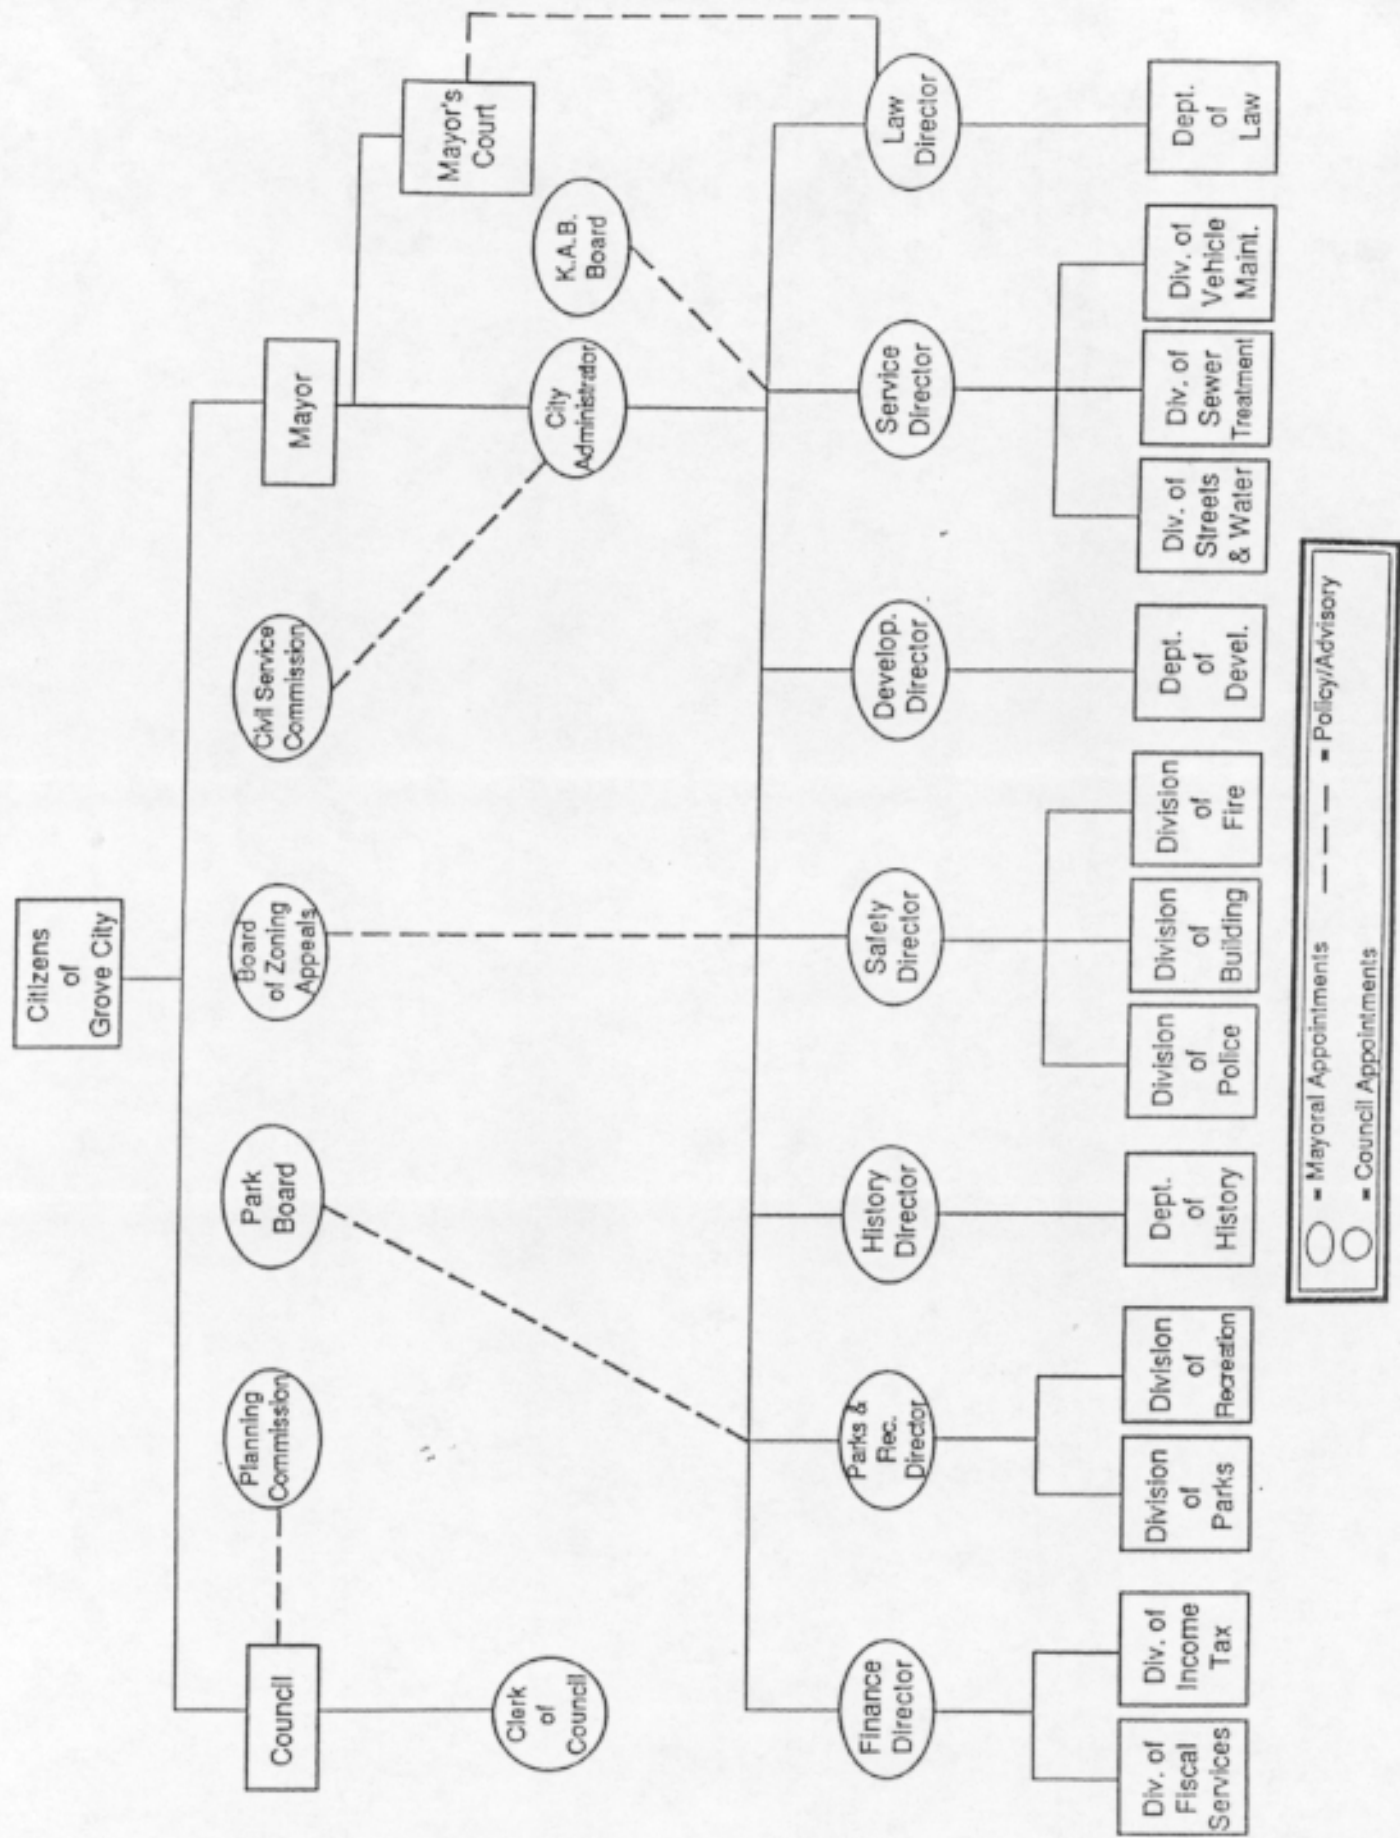 Citizens
of
Grove City
Council
Planning
Commission
Park
Board
Board
of Zoning
Appeals
Civil Service
Commission
Mayor
Mayor's
Court
Clerk
of
Council
City
Administrator
K.A.B.
Board
Finance
Director
Parks &
Rec.
Director
History
Director
Safety
Director
Develop.
Director
Service
Director
Law
Director
Div. of
Fiscal
Services
Div. of
Income
Tax
Division
of
Parks
Division
of
Recreation
Dept.
of
History
Division
of
Police
Division
of
Building
Division
of
Fire
Dept.
of
Devel.
Div. of
Streets
& Water
Div. of
Sewer
Treatment
Div. of
Vehicle
Maint.
Dept.
of
Law
= Mayoral Appointments — — — = Policy/Advisory
= Council Appointments